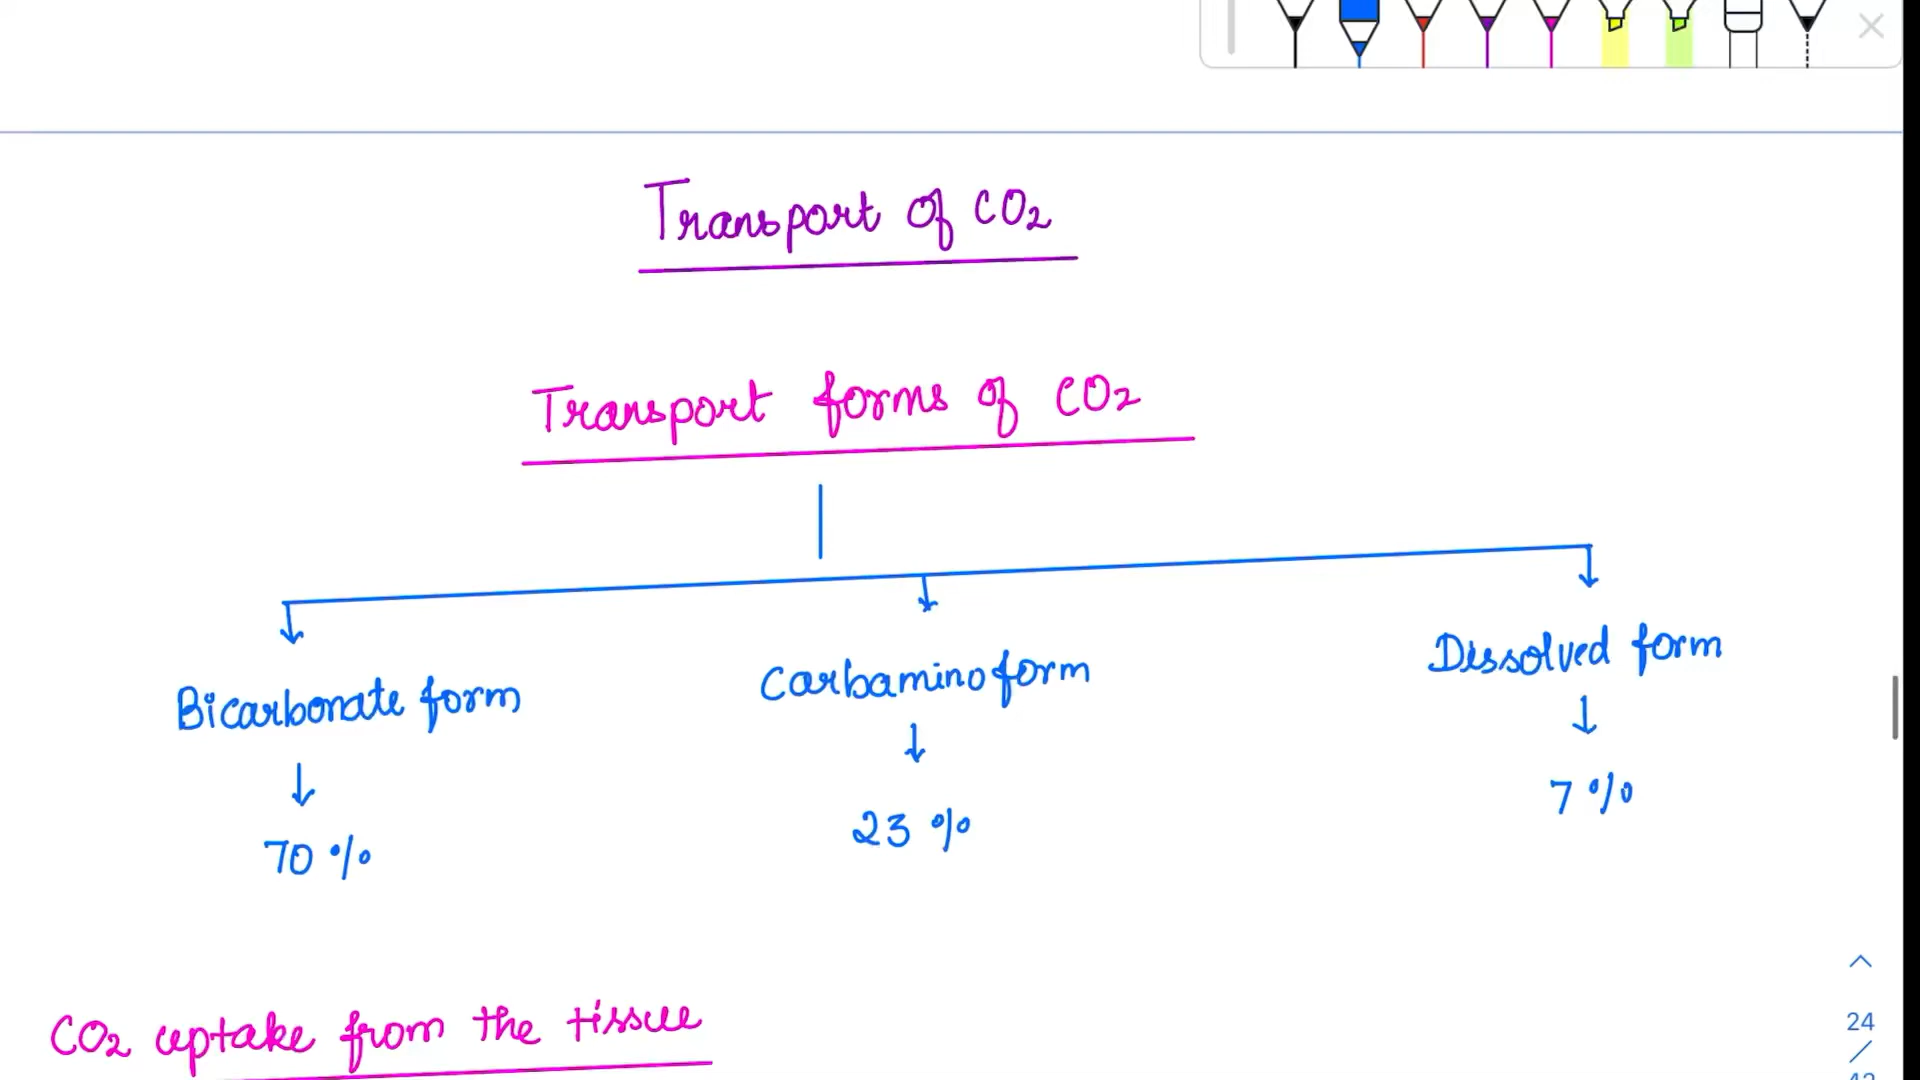 Transport of CO2
Transport forms of CO2
Bicarbonate form
Carbamino form
Dissolved form
70 %
23 %
7 %
CO2 uptake from the tissue
24
/